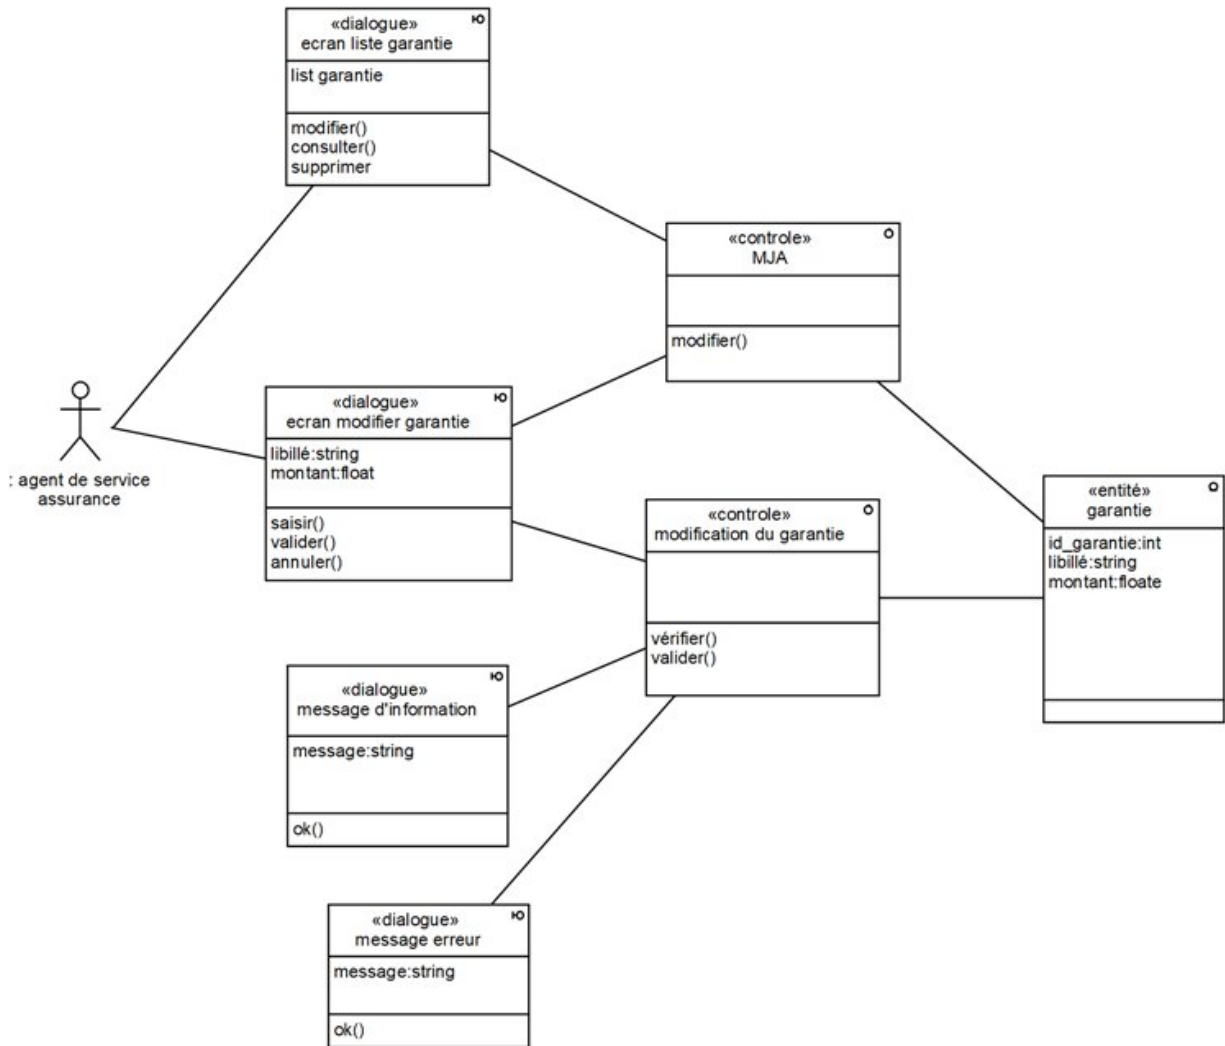 «dialogue»
ecran liste garantie
list garantie
modifier()
consulter()
supprimer
«controle»
MJA
modifier()
: agent de service
assurance
«dialogue»
ecran modifier garantie
libillé:string
montant:float
saisir()
valider()
annuler()
«controle»
modification du garantie
vérifier()
valider()
«entité»
garantie
id_garantie:int
libillé:string
montant:floate
«dialogue»
message d'information
message:string
ok()
«dialogue»
message erreur
message:string
ok()